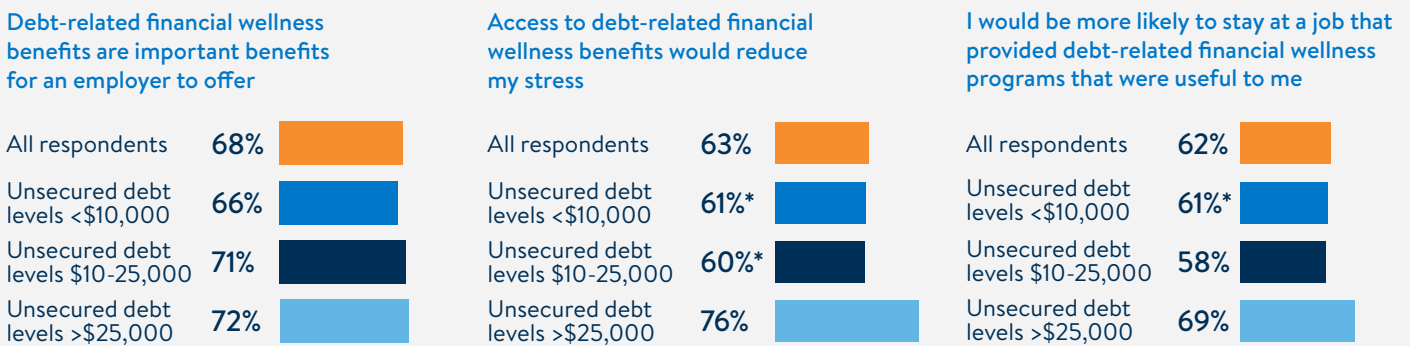 Debt-related financial wellness
benefits are important benefits
for an employer to offer
All respondents 68%
Unsecured debt
levels <$10,000 66%
Unsecured debt
levels $10-25,000 71%
Unsecured debt
levels >$25,000 72%
Access to debt-related financial
wellness benefits would reduce
my stress
All respondents 63%
Unsecured debt
levels <$10,000 61%*
Unsecured debt
levels $10-25,000 60%*
Unsecured debt
levels >$25,000 76%
I would be more likely to stay at a job that
provided debt-related financial wellness
programs that were useful to me
All respondents 62%
Unsecured debt
levels <$10,000 61%*
Unsecured debt
levels $10-25,000 58%
Unsecured debt
levels >$25,000 69%